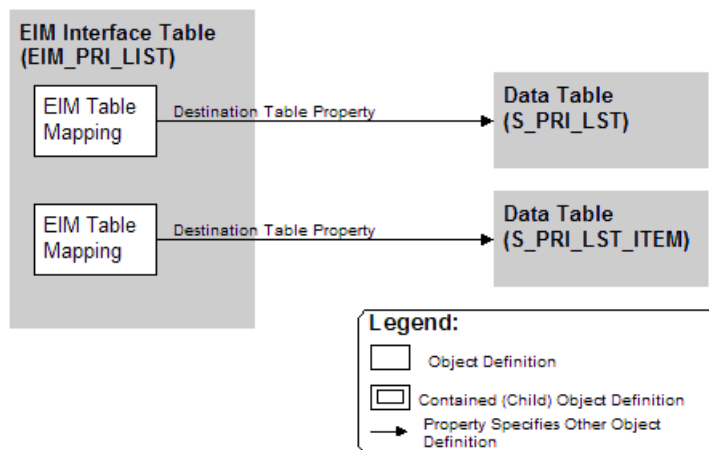 EIM Interface Table
(EIM_PRI_LIST)
EIM Table
Mapping
Destination Table Property
Data Table
(S_PRI_LST)
EIM Table
Mapping
Destination Table Property
Data Table
(S_PRI_LST_ITEM)
Legend:
Object Definition
Contained (Child) Object Definition
Property Specifies Other Object
Definition